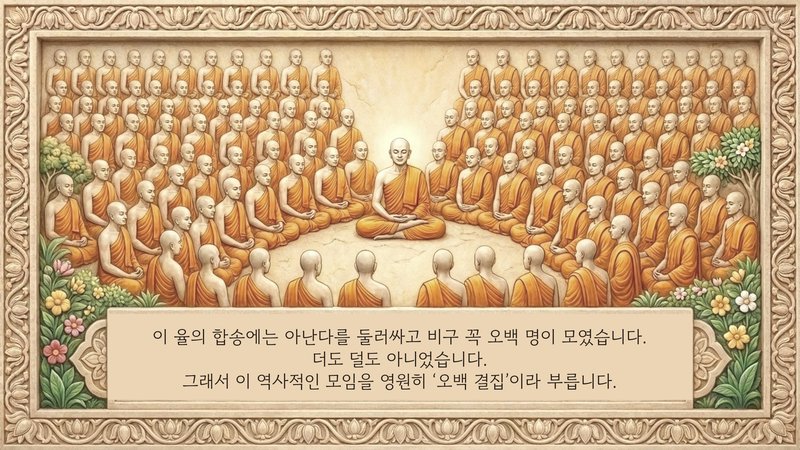 이 율의 합송에는 아난다를 둘러싸고 비구 꼭 오백 명이 모였습니다.
더도 덜도 아니었습니다.
그래서 이 역사적인 모임을 영원히 ‘오백 결집’이라 부릅니다.